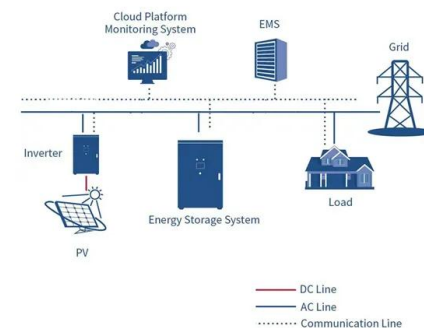 Cloud Platform
Monitoring System
EMS
Grid
Inverter
Energy Storage System
Load
PV
DC Line
AC Line
Communication Line